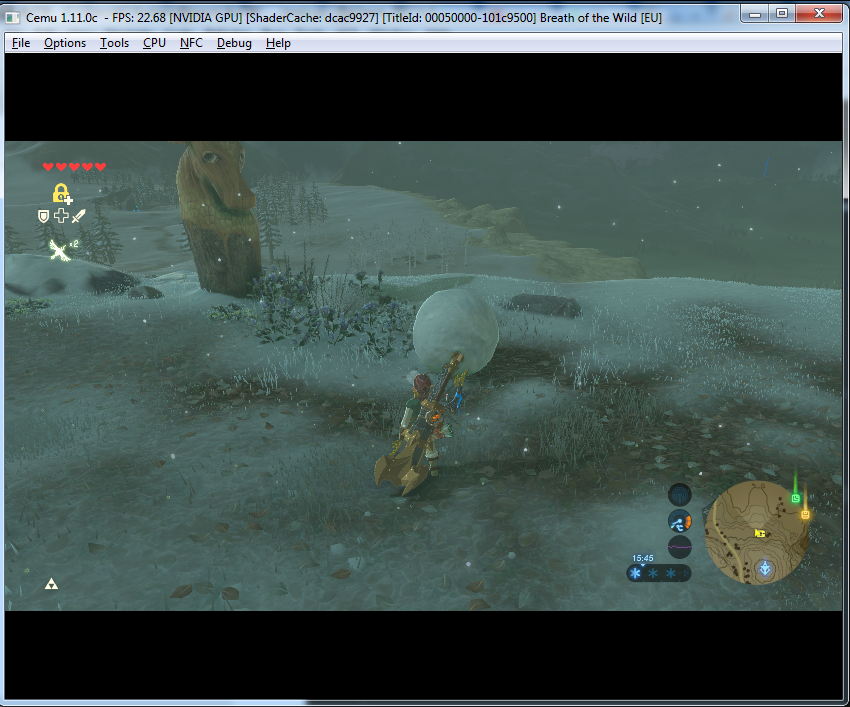 Cemu 1.11.0c - FPS: 22.68 [NVIDIA GPU] [ShaderCache: dcac9927] [TitleId: 00050000-101c9500] Breath of the Wild [EU]
File Options Tools CPU NFC Debug Help
×2
15:45